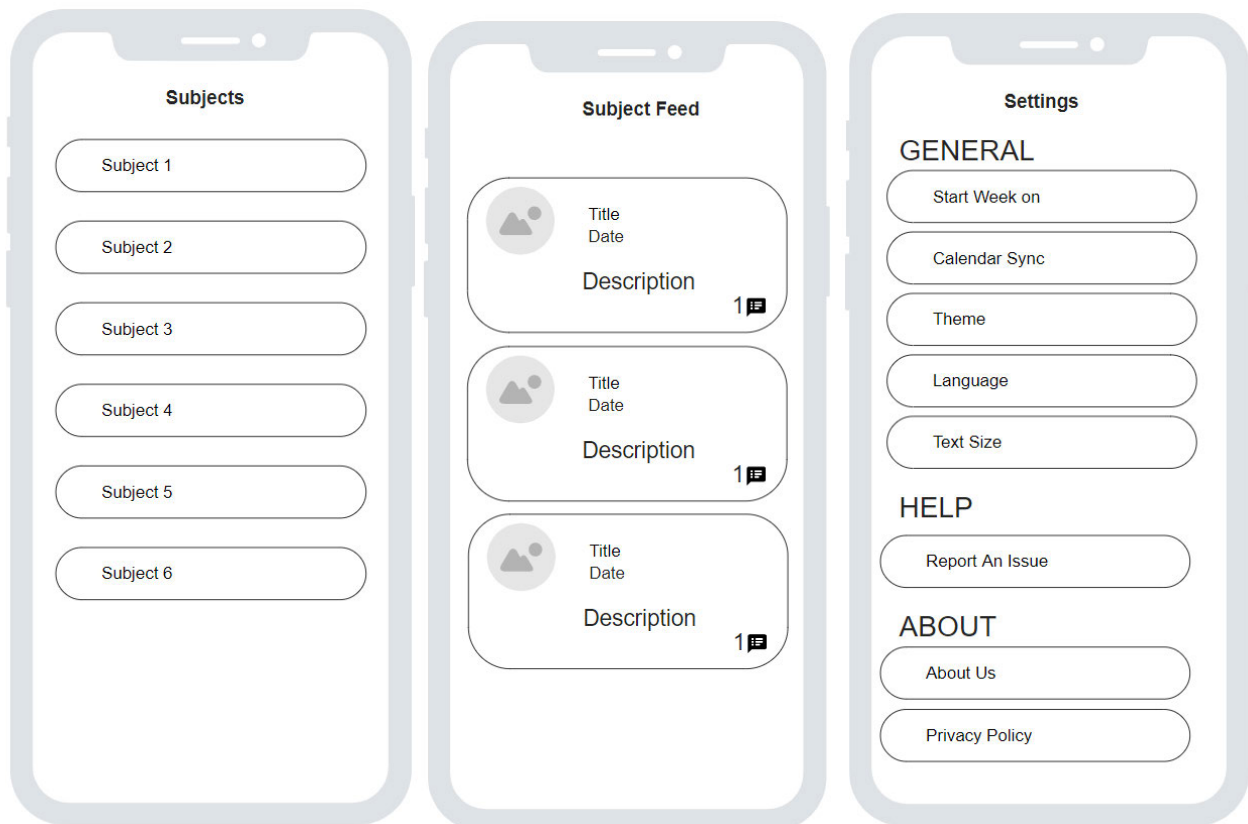 Subjects
Subject 1
Subject 2
Subject 3
Subject 4
Subject 5
Subject 6
Subject Feed
Title
Date
Description
1
Title
Date
Description
1
Title
Date
Description
1
Settings
GENERAL
Start Week on
Calendar Sync
Theme
Language
Text Size
HELP
Report An Issue
ABOUT
About Us
Privacy Policy